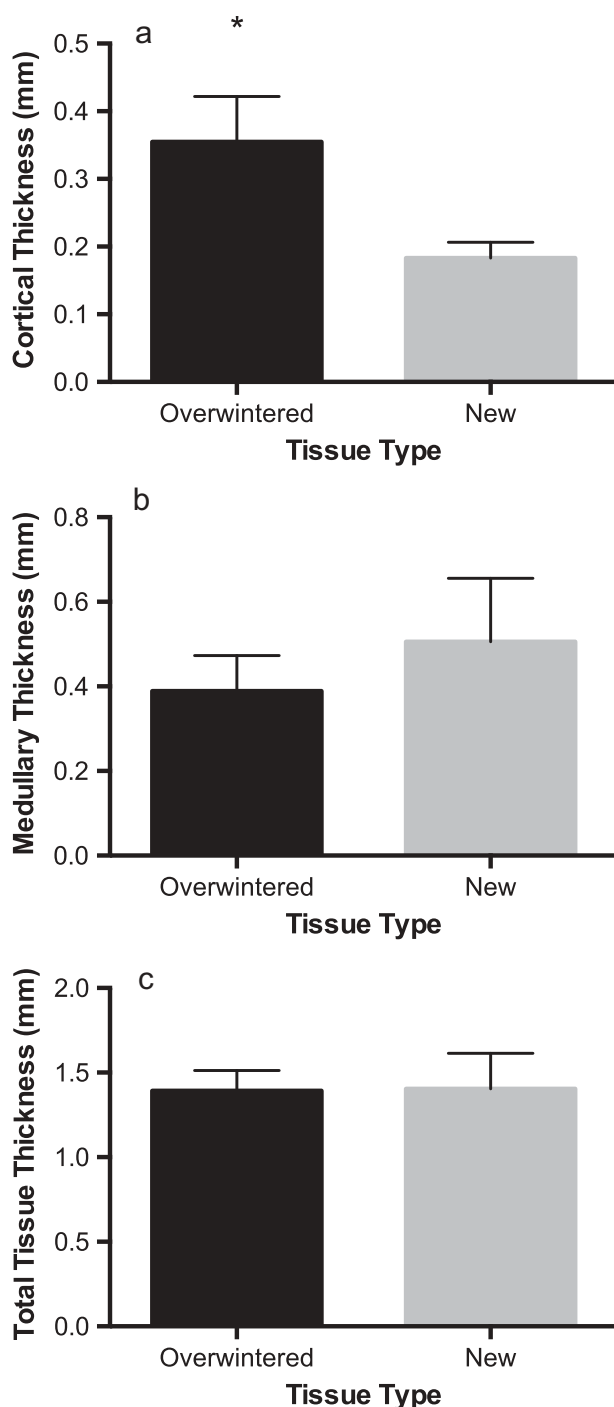 a
*
Cortical Thickness (mm)
0.5
0.4
0.3
0.2
0.1
0.0
Overwintered New
Tissue Type
b
Medullary Thickness (mm)
0.8
0.6
0.4
0.2
0.0
Overwintered New
Tissue Type
c
Total Tissue Thickness (mm)
2.0
1.5
1.0
0.5
0.0
Overwintered New
Tissue Type